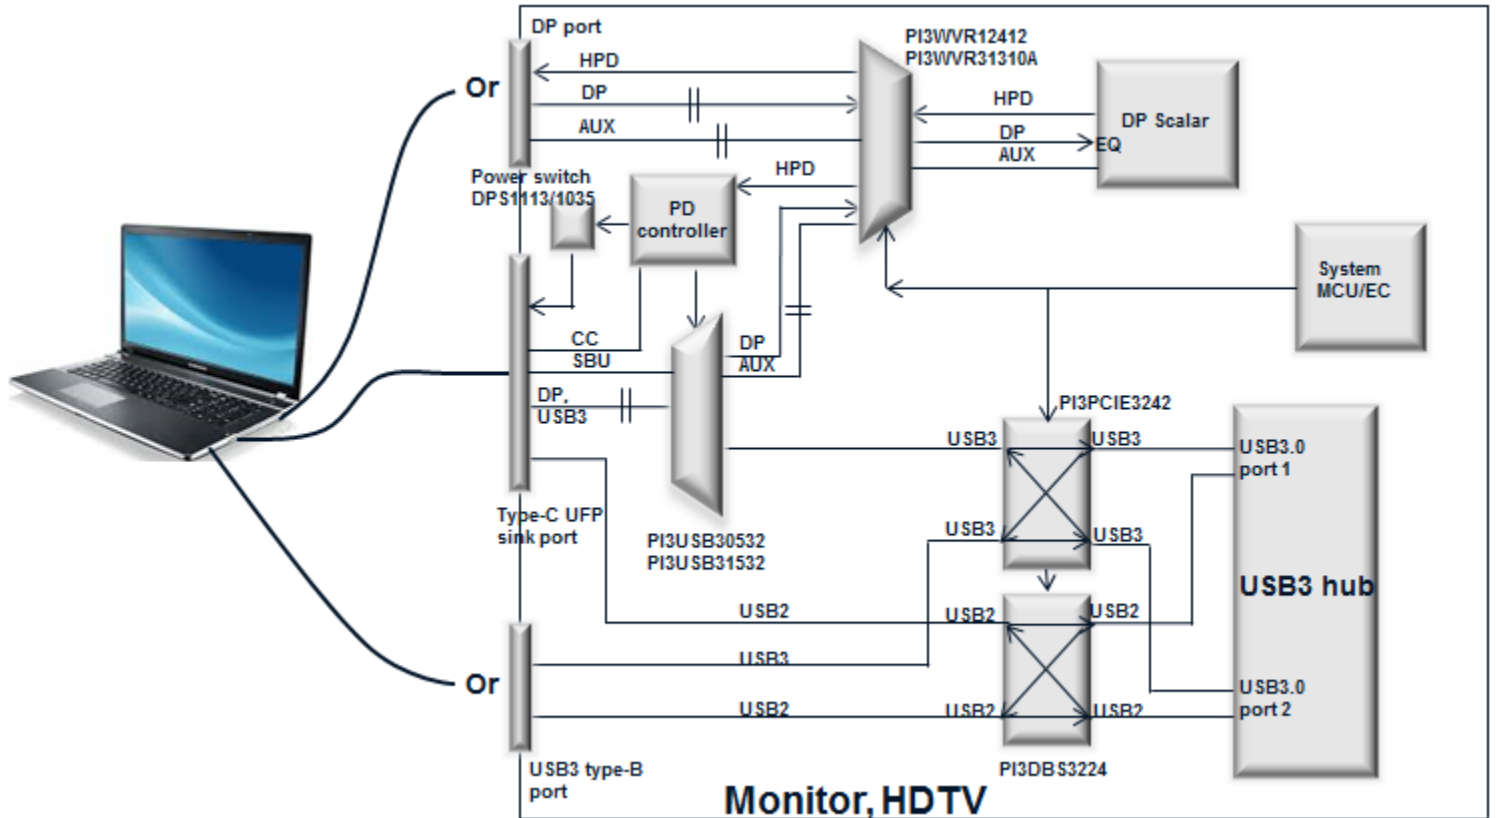 DP port
PI3WVR12412
PI3WVR31310A
HPD
Or
DP
HPD
AUX
DP
EQ
AUX
DP Scalar
Power switch
DPS1113/1035
HPD
PD
controller
System
MCU/EC
CC
SBU
DP
AUX
DP,
USB3
PI3PCIE3242
USB3
USB3
USB3.0
port 1
Type-C UFP
sink port
USB3
USB3
PI3USB30532
PI3USB31532
USB3 hub
USB2
USB2
USB2
USB3
Or
USB3.0
port 2
USB2
USB2
USB2
USB3 type-B
port
PI3DBS3224
Monitor, HDTV